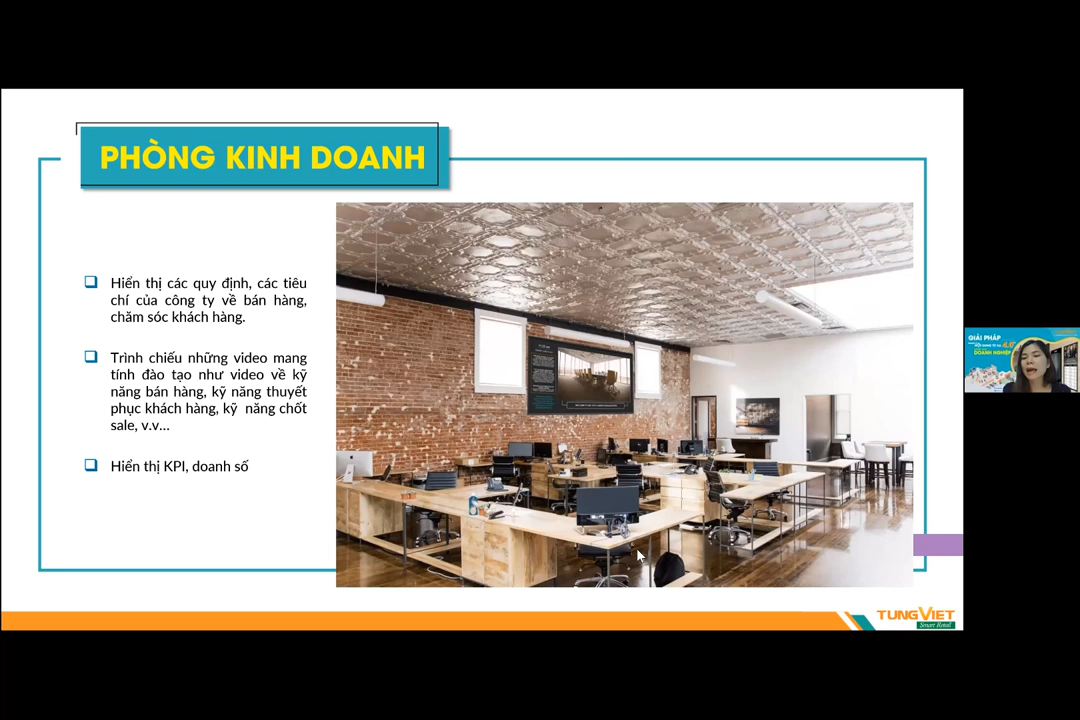 PHÒNG KINH DOANH
Hiển thị các quy định, các tiêu
chí của công ty về bán hàng,
chăm sóc khách hàng.
Trình chiếu những video mang
tính đào tạo như video về kỹ
năng bán hàng, kỹ năng thuyết
phục khách hàng, kỹ năng chốt
sale, v.v...
Hiển thị KPI, doanh số
GIẢI PHÁP
DOANH NGHIỆP
TUNGVIET
Smart Retail